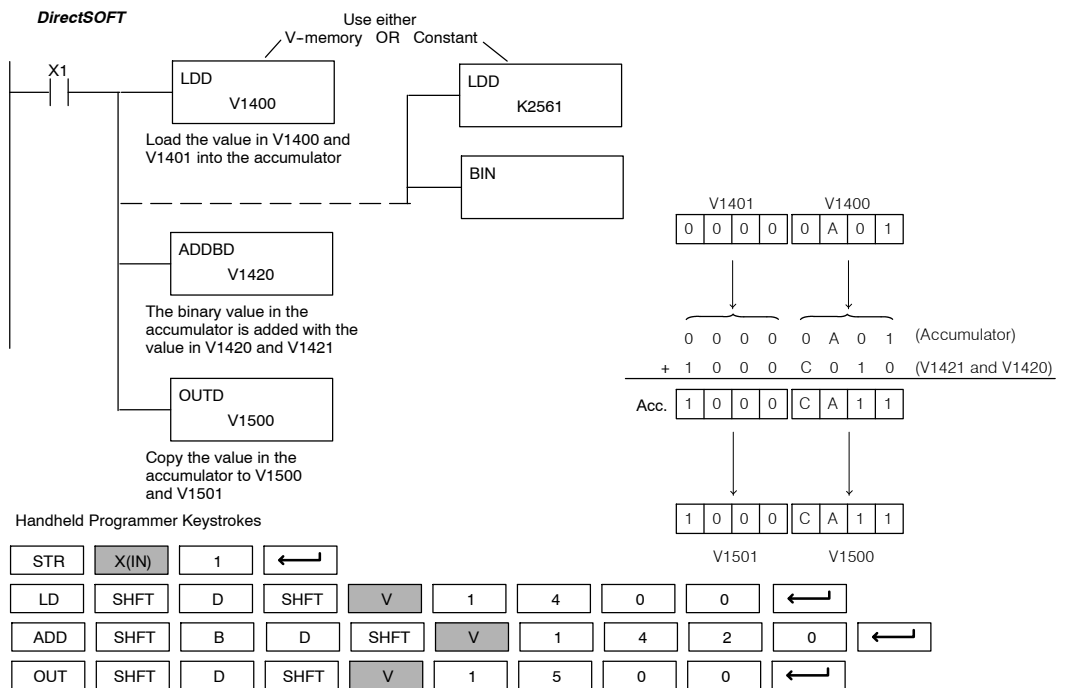 DirectSOFT
Use either
V-memory OR Constant
X1
LDD
V1400
LDD
K2561
Load the value in V1400 and
V1401 into the accumulator
BIN
ADDBD
V1420
The binary value in the
accumulator is added with the
value in V1420 and V1421
OUTD
V1500
Copy the value in the
accumulator to V1500
and V1501
V1401 V1400
0 0 0 0 0 A 0 1
0 0 0 0 0 A 0 1 (Accumulator)
+ 1 0 0 0 C 0 1 0 (V1421 and V1420)
Acc. 1 0 0 0 C A 1 1
1 0 0 0 C A 1 1
V1501 V1500
Handheld Programmer Keystrokes
STR X(IN) 1
LD SHFT D SHFT V 1 4 0 0
ADD SHFT B D SHFT V 1 4 2 0
OUT SHFT D SHFT V 1 5 0 0